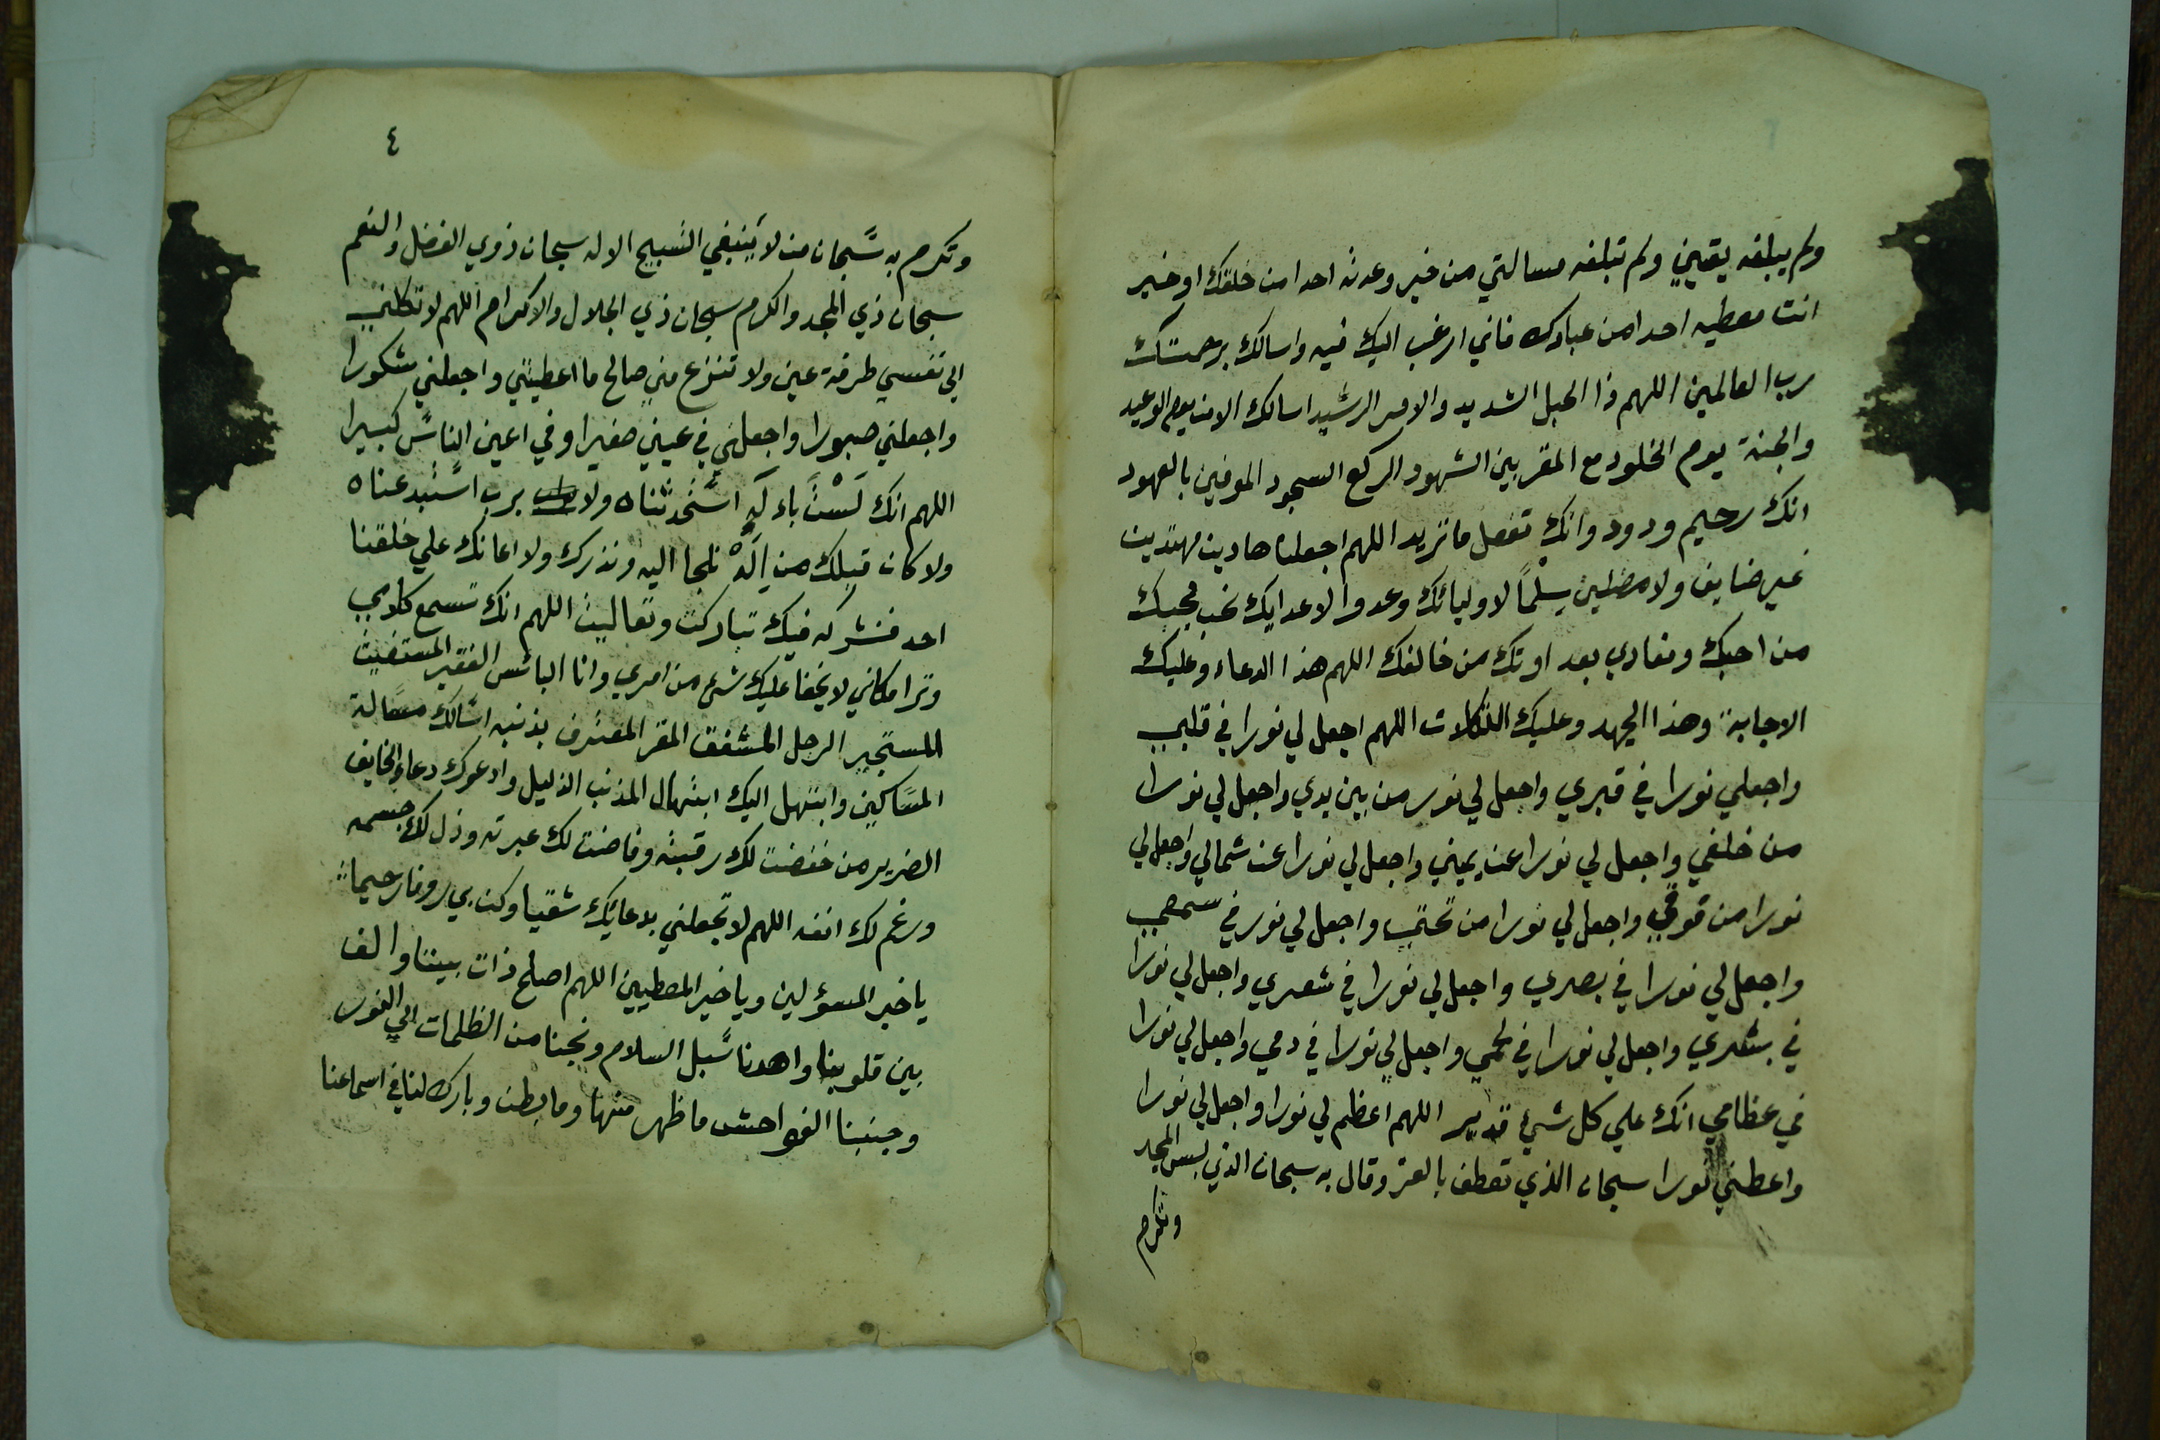 ولم يبلغه يقيني ولم تبلغه مسالتي من خير وعدته احدا من خلقك او خير
انت معطيه احدا من عبادك فاني ارغب اليك فيه واسالك برحمتك
رب العالمين اللهم ذا الحبل الشديد والامر الرشيد اسالك الامن يوم الوعيد
والجنة يوم الخلود مع المقربين الشهود الركع السجود الموفين بالعهود
انك رحيم ودود وانك تفعل ما تريد اللهم اجعلنا هادين مهتدين
غير ضايين ولا مضلين سلما لاوليائك وعدوا لاعدايك نحب بحبك
من احبك ونعادي بعداوتك من خالفك اللهم هذا الدعاء وعليك
الاجابة وهذا الجهد وعليك التكلان اللهم اجعل لي نورا في قلبي
واجعلي نورا في قبري واجعل لي نور من بين يدي واجعل لي نورا
من خلفي واجعل لي نورا عن يميني واجعل لي نورا عن شمالي واجعل لي
نورا من فوقي واجعل لي نورا من تحتي واجعل لي نور في سمعي
واجعل لي نورا في بصري واجعل لي نورا في شعري واجعل لي نورا
في بشري واجعل لي نورا في لحمي واجعل لي نورا في دمي واجعل لي نورا
في عظامي انك علي كل شيء قدير اللهم اعظم لي نورا واجعل لي نورا
واعطني نورا سبحان الذي تعطف بالعز وقال به سبحان الذي لبس المجد
وتكرم
٤
وتكرم به سبحان من لا ينبغي التسبيح الا له سبحان ذوي الفضل والنعم
سبحان ذي المجد والكرم سبحان ذي الجلال والاكرام اللهم لا تكلني
الي نفسي طرفة عين ولا تنزع مني صالح ما اعطيتني واجعلني شكورا
واجعلني صبورا واجعلني في عيني صغيرا وفي اعين الناس كبيرا
اللهم انك لست باله استحدثناه ولا برب استبدعناه
ولا كان قبلك من اله نلجا اليه ونذرك ولا اعانك علي خلقنا
احد فنشركه فيك تباركت وتعاليت اللهم انك تسمع كلامي
وترا مكاني لا يخفا عليك شيء من امري وانا البائس الفقير المستغيث
المستجير الوجل المشفق المقر المعترف بذنبه اسالك مسالة
المساكين وابتهل اليك ابتهال المذنب الذليل وادعوك دعاء الخايف
الضرير من خضعت لك رقبته وفاضت لك عبرته وذل لك جسمه
ورغم لك انفه اللهم لا تجعلني بدعائك شقيا وكن بي روفا رحيما
يا خير المسؤلين ويا خير المعطيين اللهم اصلح ذات بيننا والف
بين قلوبنا واهدنا سبل السلام ونجنا من الظلمات الي النور
وجنبنا الفواحش ما ظهر منها وما بطن وبارك لنا في اسماعنا